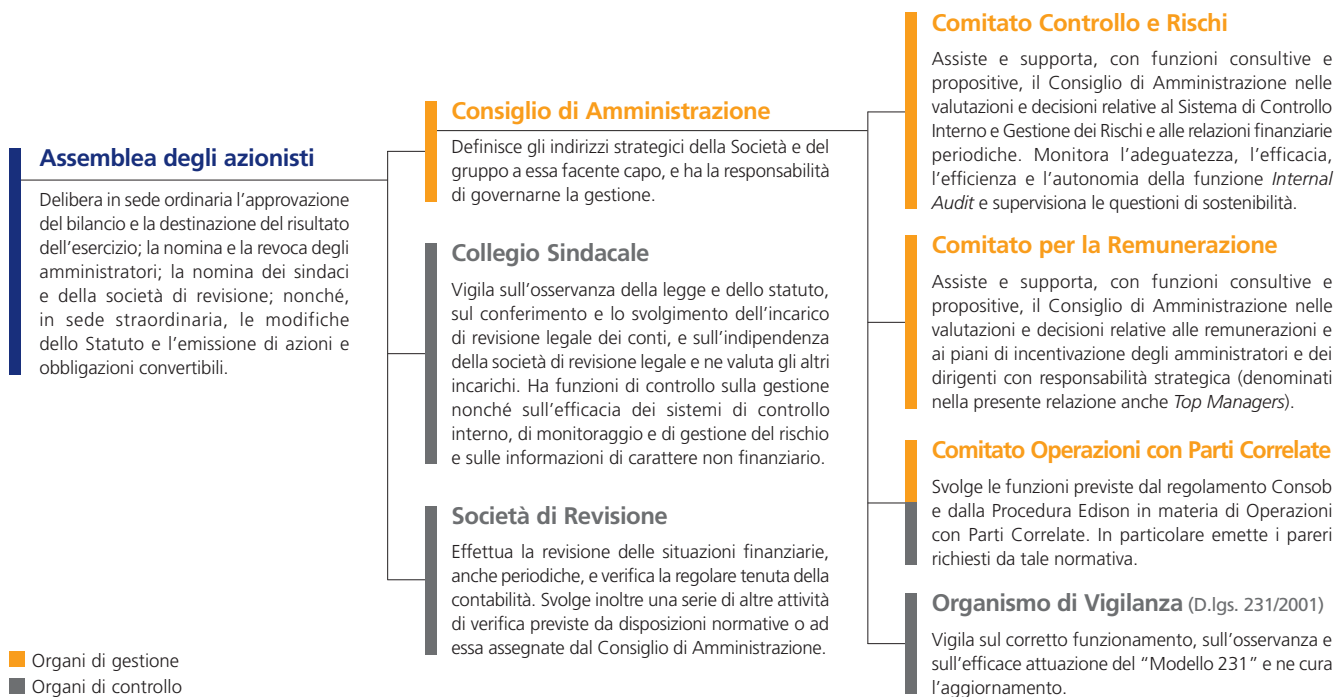 Assemblea degli azionisti
Delibera in sede ordinaria l'approvazione
del bilancio e la destinazione del risultato
dell'esercizio; la nomina e la revoca degli
amministratori; la nomina dei sindaci
e della società di revisione; nonché,
in sede straordinaria, le modifiche
dello Statuto e l'emissione di azioni e
obbligazioni convertibili.
Consiglio di Amministrazione
Definisce gli indirizzi strategici della Società e del
gruppo a essa facente capo, e ha la responsabilità
di governarne la gestione.
Collegio Sindacale
Vigila sull'osservanza della legge e dello statuto,
sul conferimento e lo svolgimento dell'incarico
di revisione legale dei conti, e sull'indipendenza
della società di revisione legale e ne valuta gli altri
incarichi. Ha funzioni di controllo sulla gestione
nonché sull'efficacia dei sistemi di controllo
interno, di monitoraggio e di gestione del rischio
e sulle informazioni di carattere non finanziario.
Società di Revisione
Effettua la revisione delle situazioni finanziarie,
anche periodiche, e verifica la regolare tenuta della
contabilità. Svolge inoltre una serie di altre attività
di verifica previste da disposizioni normative o ad
essa assegnate dal Consiglio di Amministrazione.
Comitato Controllo e Rischi
Assiste e supporta, con funzioni consultive e
propositive, il Consiglio di Amministrazione nelle
valutazioni e decisioni relative al Sistema di Controllo
Interno e Gestione dei Rischi e alle relazioni finanziarie
periodiche. Monitora l'adeguatezza, l'efficacia,
l'efficienza e l'autonomia della funzione Internal
Audit e supervisiona le questioni di sostenibilità.
Comitato per la Remunerazione
Assiste e supporta, con funzioni consultive e
propositive, il Consiglio di Amministrazione nelle
valutazioni e decisioni relative alle remunerazioni e
ai piani di incentivazione degli amministratori e dei
dirigenti con responsabilità strategica (denominati
nella presente relazione anche Top Managers).
Comitato Operazioni con Parti Correlate
Svolge le funzioni previste dal regolamento Consob
e dalla Procedura Edison in materia di Operazioni
con Parti Correlate. In particolare emette i pareri
richiesti da tale normativa.
Organismo di Vigilanza (D.lgs. 231/2001)
Vigila sul corretto funzionamento, sull'osservanza e
sull'efficace attuazione del "Modello 231" e ne cura
l'aggiornamento.
Organi di gestione
Organi di controllo